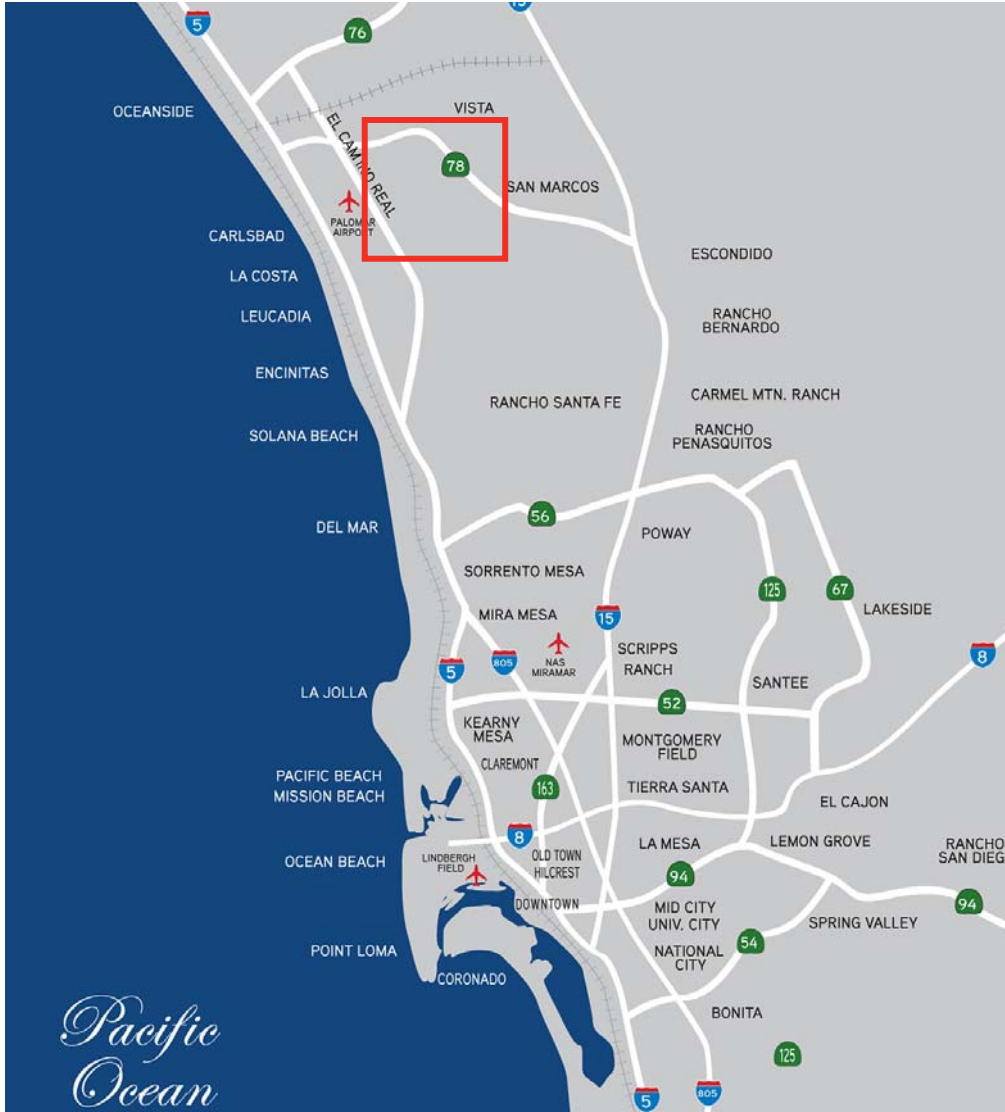 5
15
76
OCEANSIDE
VISTA
EL CAMINO REAL
78
SAN MARCOS
PALOMAR
AIRPORT
CARLSBAD
ESCONDIDO
LA COSTA
LEUCADIA
RANCHO
BERNARDO
ENCINITAS
RANCHO SANTA FE
CARMEL MTN. RANCH
SOLANA BEACH
RANCHO
PENASQUITOS
56
DEL MAR
POWAY
SORRENTO MESA
125
67
MIRA MESA
15
LAKESIDE
NAS
MIRAMAR
SCRIPPS
RANCH
5
805
8
LA JOLLA
SANTEE
52
KEARNY
MESA
MONTGOMERY
FIELD
CLAREMONT
PACIFIC BEACH
MISSION BEACH
163
TIERRA SANTA
EL CAJON
8
LA MESA
LEMON GROVE
RANCHO
SAN DIEG
OCEAN BEACH
LINDBERGH
FIELD
OLD TOWN
HILCREST
94
DOWNTOWN
MID CITY
UNIV. CITY
94
SPRING VALLEY
POINT LOMA
NATIONAL
CITY
54
CORONADO
BONITA
Pacific
Ocean
125
5
805